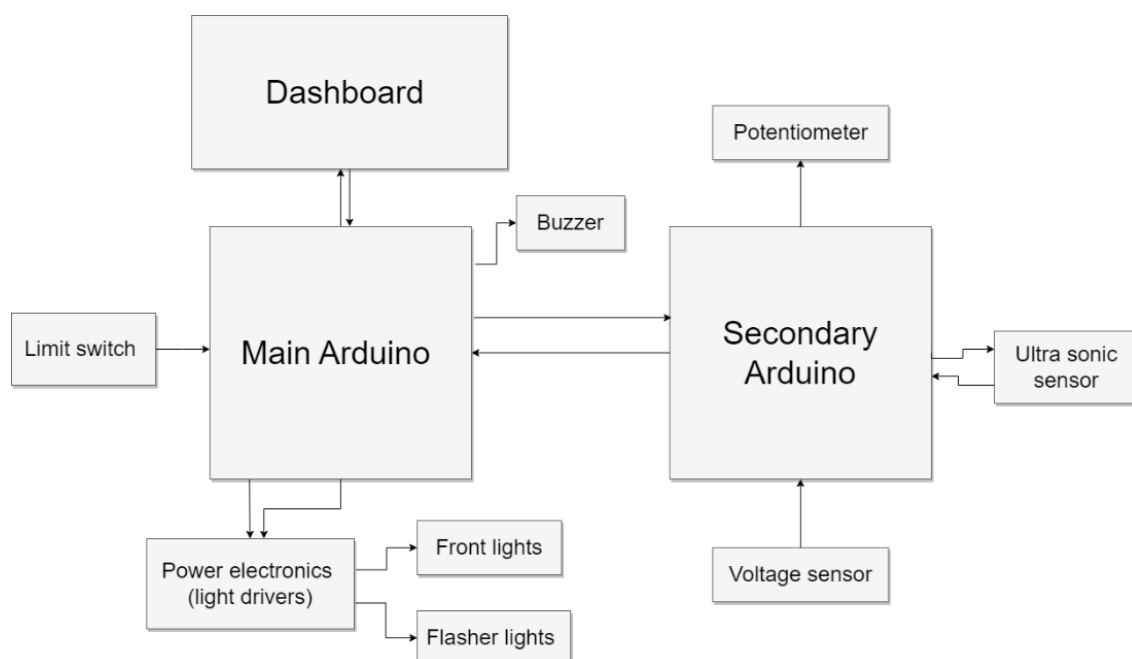 Dashboard
Potentiometer
Buzzer
Limit switch
Main Arduino
Secondary
Arduino
Ultra sonic
sensor
Power electronics
(light drivers)
Front lights
Flasher lights
Voltage sensor